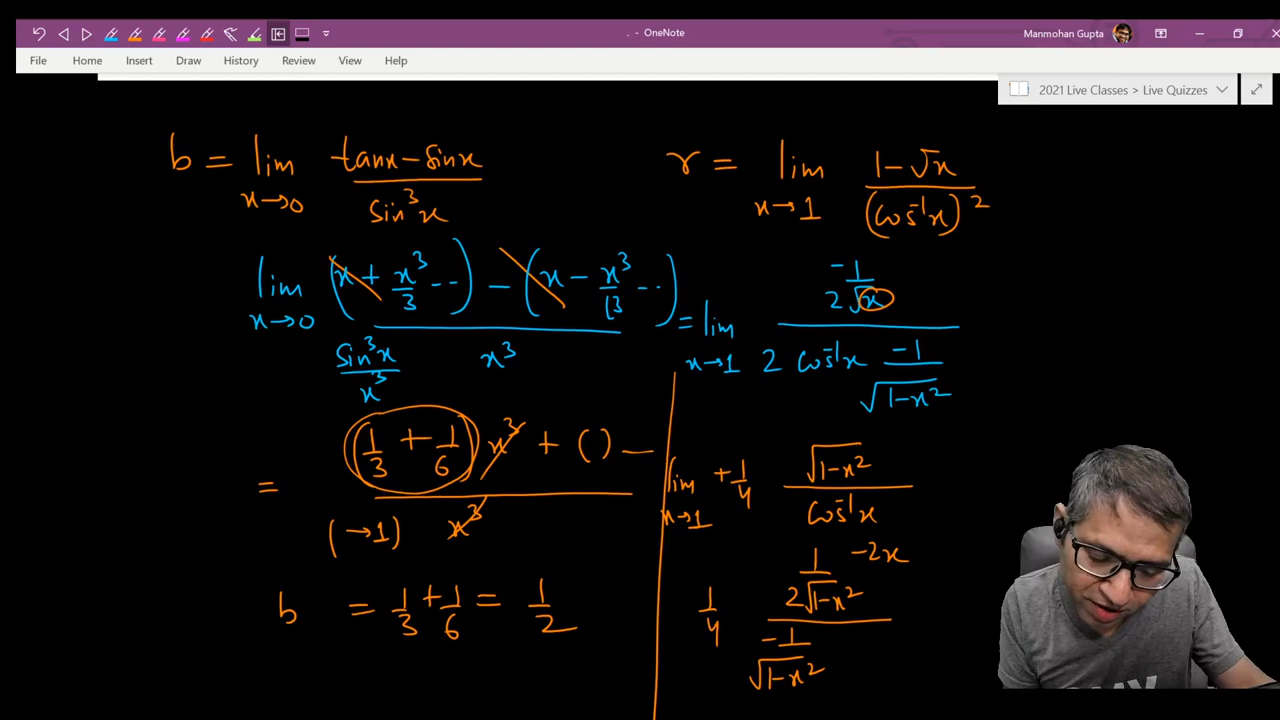 . - OneNote
Manmohan Gupta
File Home Insert Draw History Review View Help
2021 Live Classes > Live Quizzes
b = lim x→0 (tanx – sinx) / (sin³x)
lim x→0 ((x + x³/3 --) – (x – x³/⌊3 --)) / ((sin³x / x³) x³)
= ((1/3 + 1/6) x³ + ( ) —) / ((→1) x³)
b = 1/3 + 1/6 = 1/2
r = lim x→1 (1 – √x) / (cos⁻¹x)²
= lim x→1 (-1 / 2√x) / (2 cos⁻¹x (-1 / √(1-x²)))
lim x→1 + 1/4 √(1-x²) / cos⁻¹x
1/4 ((1 / 2√(1-x²)) -2x) / (-1 / √(1-x²))